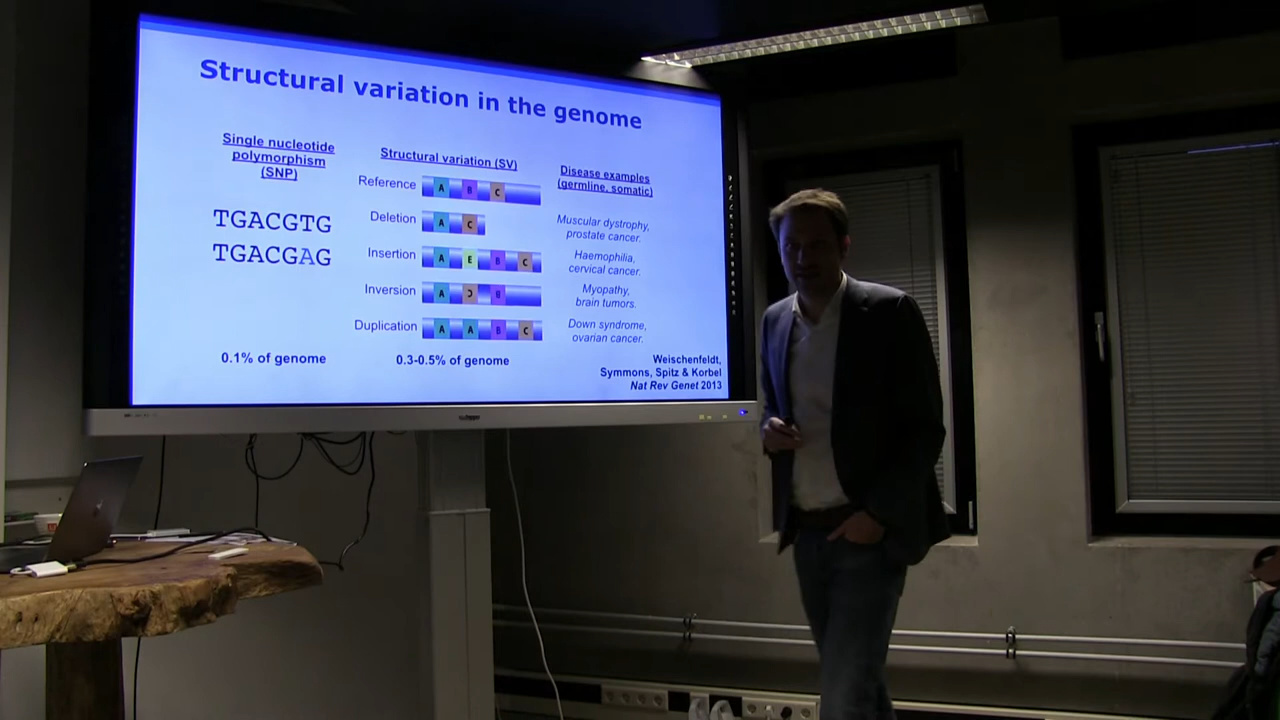 Structural variation in the genome
Single nucleotide
polymorphism
(SNP)
TGACGTG
TGACGAG
0.1% of genome
Structural variation (SV)
Reference A B C
Deletion A C
Insertion A E B C
Inversion A C B
Duplication A A B C
0.3-0.5% of genome
Disease examples
(germline, somatic)
Muscular dystrophy,
prostate cancer.
Haemophilia,
cervical cancer.
Myopathy,
brain tumors.
Down syndrome,
ovarian cancer.
Weischenfeldt,
Symmons, Spitz & Korbel
Nat Rev Genet 2013